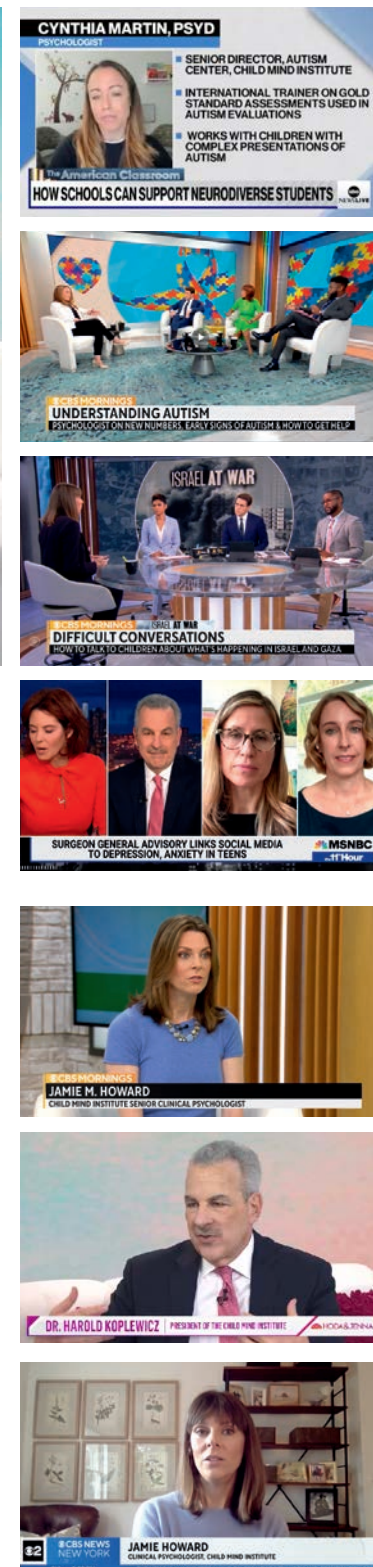 CYNTHIA MARTIN, PSYD
PSYCHOLOGIST
SENIOR DIRECTOR, AUTISM
CENTER, CHILD MIND INSTITUTE
INTERNATIONAL TRAINER ON GOLD
STANDARD ASSESSMENTS USED IN
AUTISM EVALUATIONS
WORKS WITH CHILDREN WITH
COMPLEX PRESENTATIONS OF
AUTISM
The American Classroom
HOW SCHOOLS CAN SUPPORT NEURODIVERSE STUDENTS
abc
NEWS LIVE
CBS MORNINGS
UNDERSTANDING AUTISM
PSYCHOLOGIST ON NEW NUMBERS, EARLY SIGNS OF AUTISM & HOW TO GET HELP
ISRAEL AT WAR
CBS MORNINGS ISRAEL AT WAR
DIFFICULT CONVERSATIONS
HOW TO TALK TO CHILDREN ABOUT WHAT'S HAPPENING IN ISRAEL AND GAZA
SURGEON GENERAL ADVISORY LINKS SOCIAL MEDIA
TO DEPRESSION, ANXIETY IN TEENS
MSNBC
THE 11TH Hour
CBS MORNINGS
JAMIE M. HOWARD
CHILD MIND INSTITUTE SENIOR CLINICAL PSYCHOLOGIST
DR. HAROLD KOPLEWICZ PRESIDENT OF THE CHILD MIND INSTITUTE HODA&JENNA
2 CBS NEWS
NEW YORK
JAMIE HOWARD
CLINICAL PSYCHOLOGIST, CHILD MIND INSTITUTE